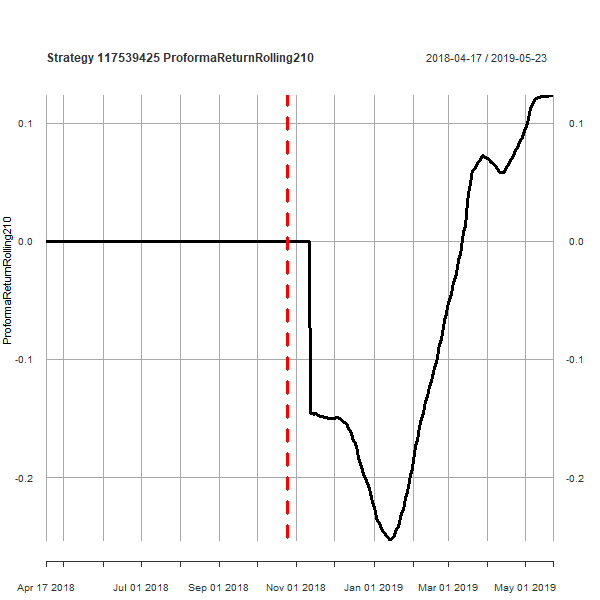 Strategy 117539425 ProformaReturnRolling210
2018-04-17 / 2019-05-23
ProformaReturnRolling210
0.1
0.0
-0.1
-0.2
0.1
0.0
-0.1
-0.2
Apr 17 2018
Jul 01 2018
Sep 01 2018
Nov 01 2018
Jan 01 2019
Mar 01 2019
May 01 2019